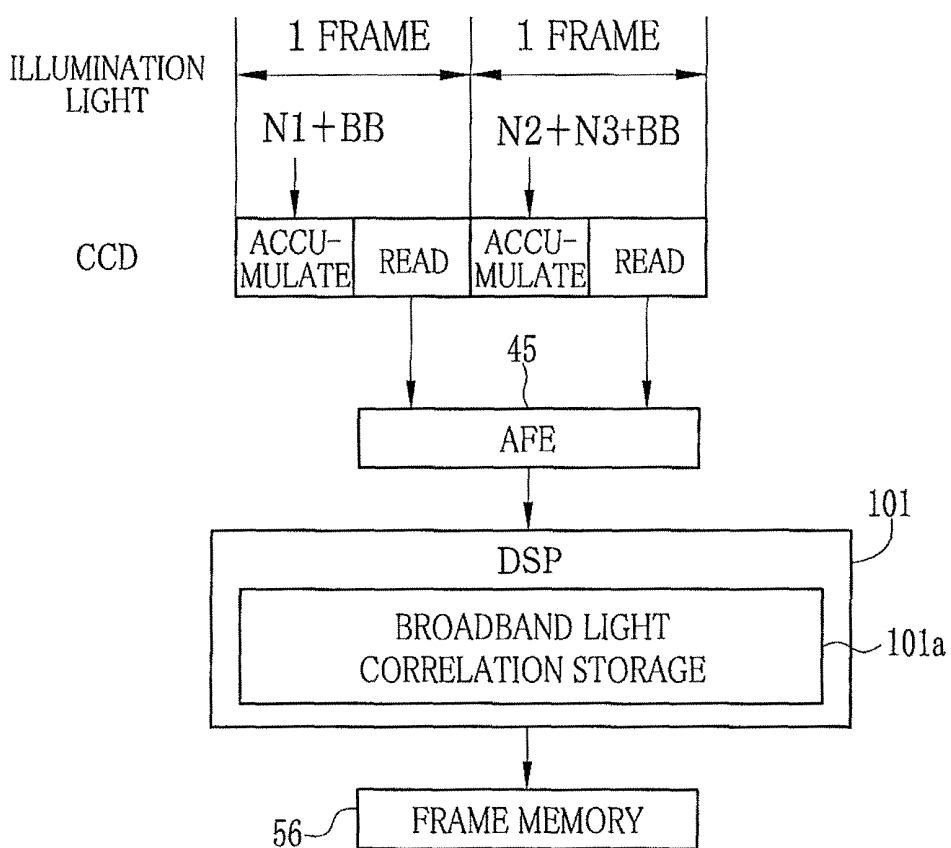 1 FRAME 1 FRAME
ILLUMINATION
LIGHT
N1+BB N2+N3+BB
CCD
ACCU-
MULATE
READ
ACCU-
MULATE
READ
45
AFE
101
DSP
BROADBAND LIGHT
CORRELATION STORAGE
101a
FRAME MEMORY
56